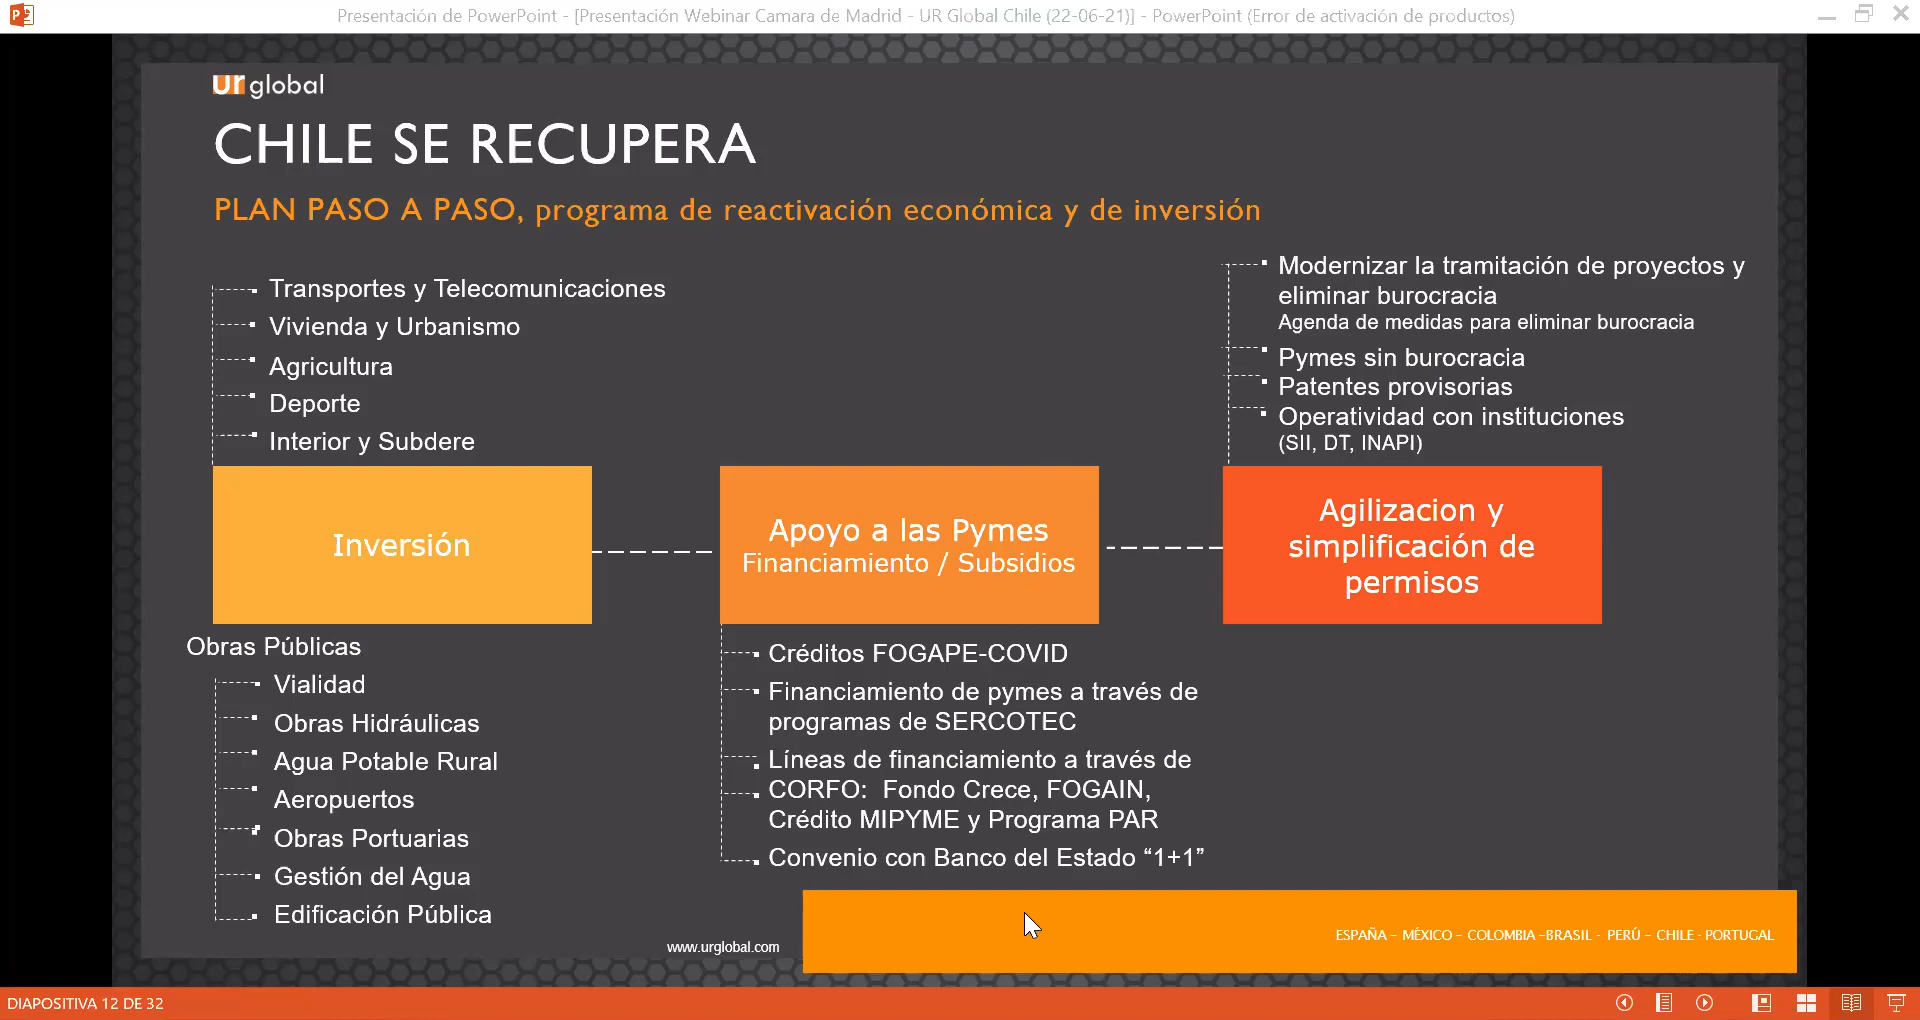 Presentación de PowerPoint - [Presentación Webinar Camara de Madrid - UR Global Chile (22-06-21)] - PowerPoint (Error de activación de productos)
ur global
CHILE SE RECUPERA
PLAN PASO A PASO, programa de reactivación económica y de inversión
Transportes y Telecomunicaciones
Vivienda y Urbanismo
Agricultura
Deporte
Interior y Subdere
Inversión
Obras Públicas
Vialidad
Obras Hidráulicas
Agua Potable Rural
Aeropuertos
Obras Portuarias
Gestión del Agua
Edificación Pública
Apoyo a las Pymes
Financiamiento / Subsidios
Créditos FOGAPE-COVID
Financiamiento de pymes a través de
programas de SERCOTEC
Líneas de financiamiento a través de
CORFO:  Fondo Crece, FOGAIN,
Crédito MIPYME y Programa PAR
Convenio con Banco del Estado “1+1”
Modernizar la tramitación de proyectos y
eliminar burocracia
Agenda de medidas para eliminar burocracia
Pymes sin burocracia
Patentes provisorias
Operatividad con instituciones
(SII, DT, INAPI)
Agilizacion y
simplificación de
permisos
www.urglobal.com
ESPAÑA – MÉXICO – COLOMBIA –BRASIL - PERÚ – CHILE - PORTUGAL
DIAPOSITIVA 12 DE 32